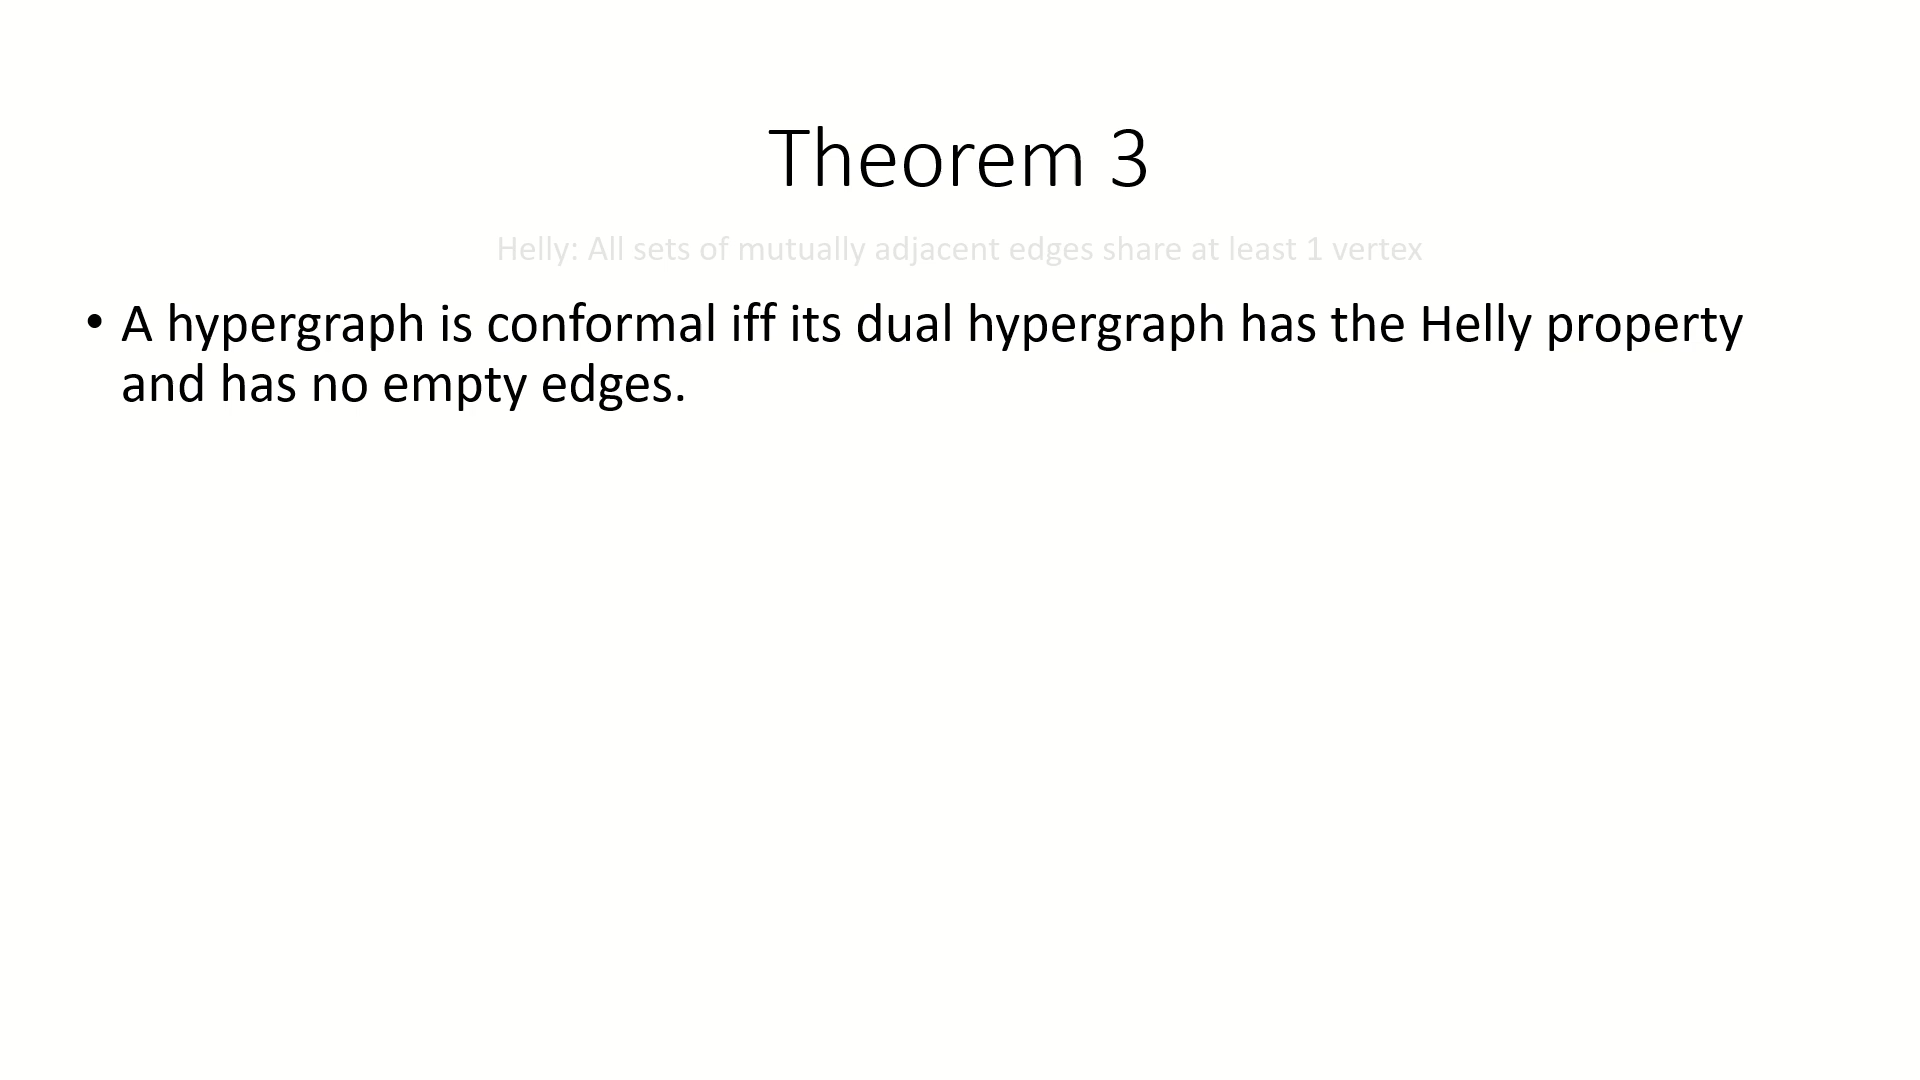 Theorem 3
Helly: All sets of mutually adjacent edges share at least 1 vertex
• A hypergraph is conformal iff its dual hypergraph has the Helly property
and has no empty edges.